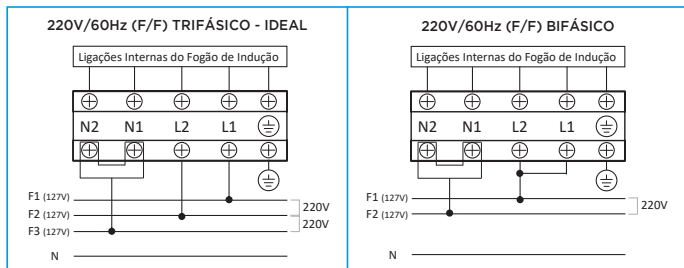 220V/60Hz (F/F) TRIFÁSICO - IDEAL
Ligações Internas do Fogão de Indução
N2 N1 L2 L1
F1 (127V)
220V
F2 (127V)
220V
F3 (127V)
N
220V/60Hz (F/F) BIFÁSICO
Ligações Internas do Fogão de Indução
N2 N1 L2 L1
F1 (127V)
220V
F2 (127V)
N